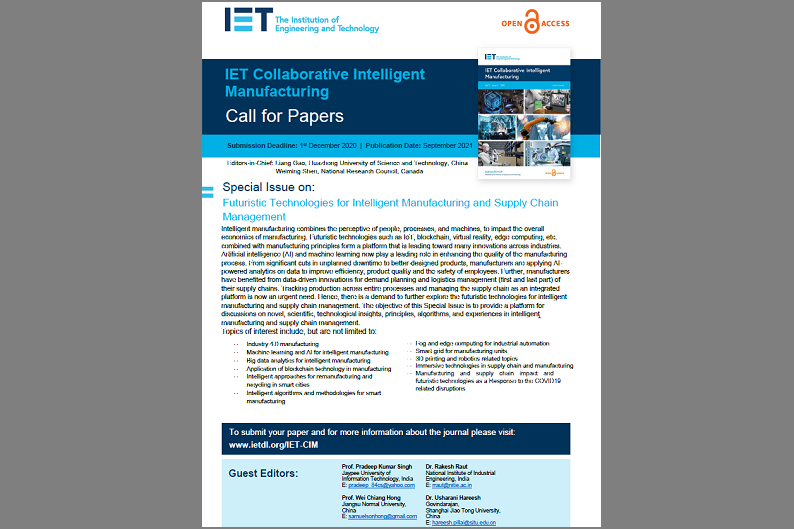 IET The Institution of
Engineering and Technology
OPEN ACCESS
IET Collaborative Intelligent
Manufacturing
Call for Papers
IET
IET Collaborative Intelligent
Manufacturing
Submission Deadline: 1st December 2020 | Publication Date: September 2021
Editors-in-Chief: Liang Gao, Huazhong University of Science and Technology, China
Weiming Shen, National Research Council, Canada
Special Issue on:
Futuristic Technologies for Intelligent Manufacturing and Supply Chain
Management
Intelligent manufacturing combines the perceptive of people, processes, and machines, to impact the overall
economics of manufacturing. Futuristic technologies such as IoT, blockchain, virtual reality, edge computing, etc.
combined with manufacturing principles form a platform that is leading toward many innovations across industries.
Artificial intelligence (AI) and machine learning now play a leading role in enhancing the quality of the manufacturing
process. From significant cuts in unplanned downtime to better designed products, manufacturers are applying AI-
powered analytics on data to improve efficiency, product quality and the safety of employees. Further, manufacturers
have benefited from data-driven innovations for demand planning and logistics management (first and last part) of
their supply chains. Tracking production across entire processes and managing the supply chain as an integrated
platform is now an urgent need. Hence, there is a demand to further explore the futuristic technologies for intelligent
manufacturing and supply chain management. The objective of this Special Issue is to provide a platform for
discussions on novel, scientific, technological insights, principles, algorithms, and experiences in intelligent
manufacturing and supply chain management.
Topics of interest include, but are not limited to:
Industry 4.0 manufacturing
Machine learning and AI for intelligent manufacturing
Big data analytics for intelligent manufacturing
Application of blockchain technology in manufacturing
Intelligent approaches for remanufacturing and
recycling in smart cities
Intelligent algorithms and methodologies for smart
manufacturing
Fog and edge computing for industrial automation
Smart grid for manufacturing units
3D printing and robotics related topics
Immersive technologies in supply chain and manufacturing
Manufacturing and supply chain impact and
futuristic technologies as a Response to the COVID19
related disruptions
To submit your paper and for more information about the journal please visit:
www.ietdl.org/IET-CIM
Guest Editors:
Prof. Pradeep Kumar Singh
Jaypee University of
Information Technology, India
E: pradeep_84cs@yahoo.com
Dr. Rakesh Raut
National Institute of Industrial
Engineering, India
E: rraut@nitie.ac.in
Prof. Wei Chiang Hong
Jiangsu Normal University,
China
E: samuelsonhong@gmail.com
Dr. Usharani Hareesh
Govindarajan,
Shanghai Jiao Tong University,
China
E: hareesh.pillai@sjtu.edu.cn